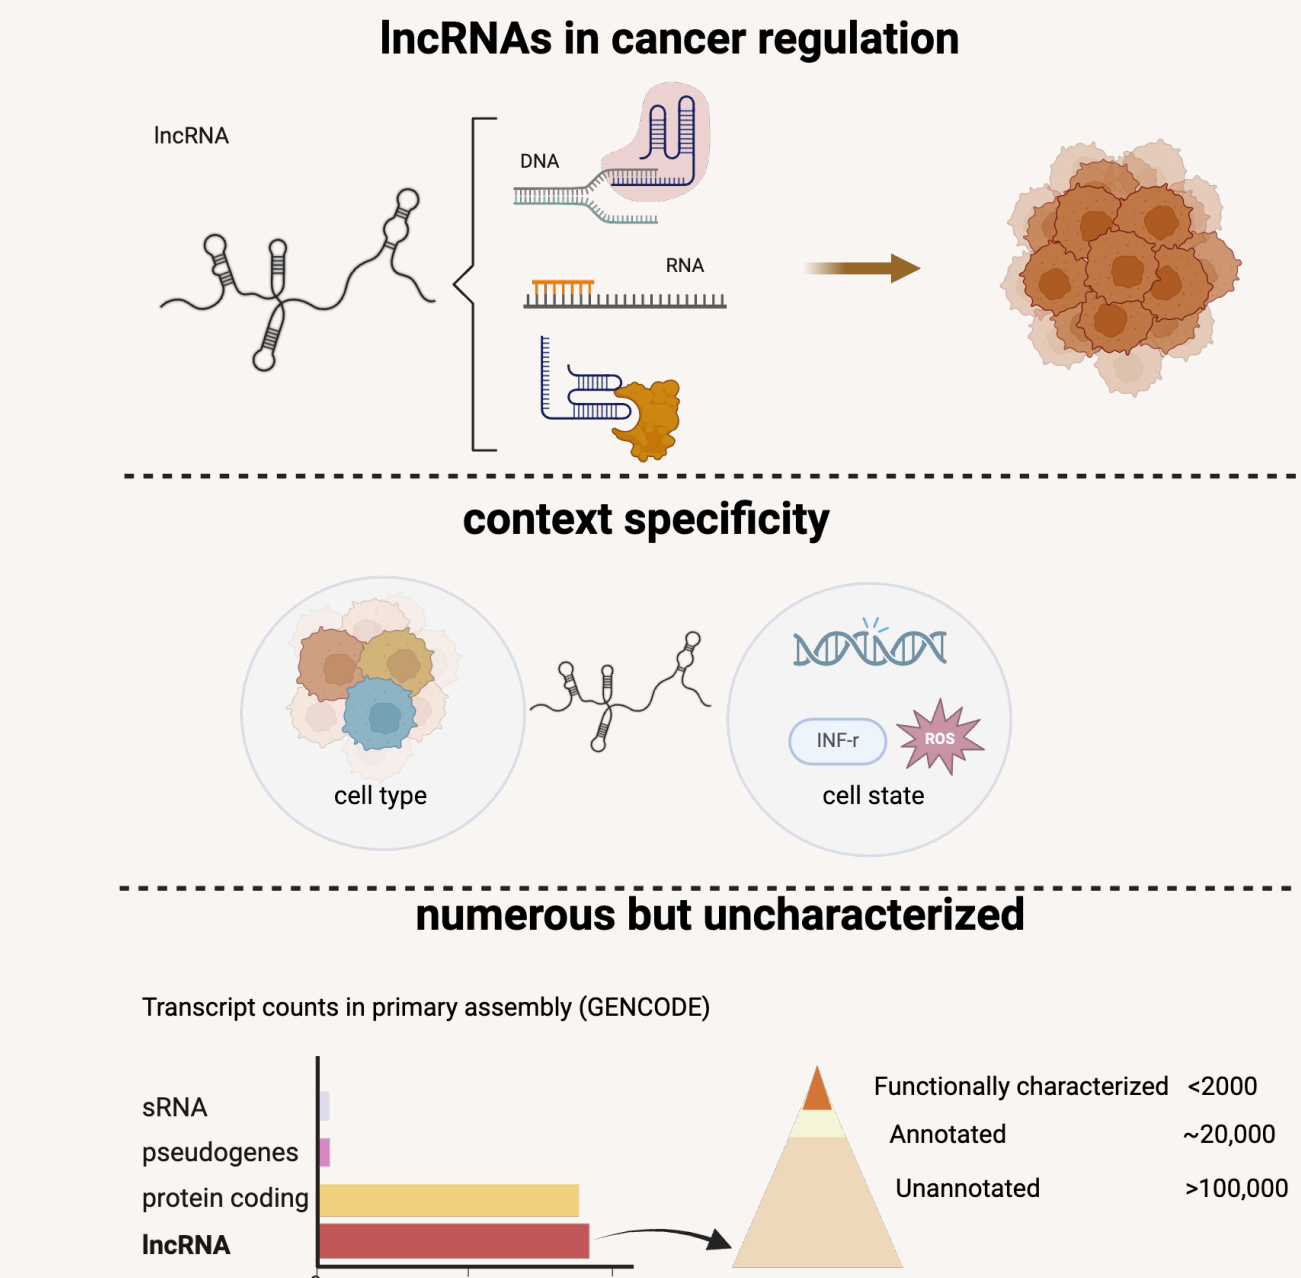 lncRNAs in cancer regulation
lncRNA
DNA
RNA
context specificity
INF-r
ROS
cell type
cell state
numerous but uncharacterized
Transcript counts in primary assembly (GENCODE)
sRNA
pseudogenes
protein coding
lncRNA
Functionally characterized <2000
Annotated ~20,000
Unannotated >100,000